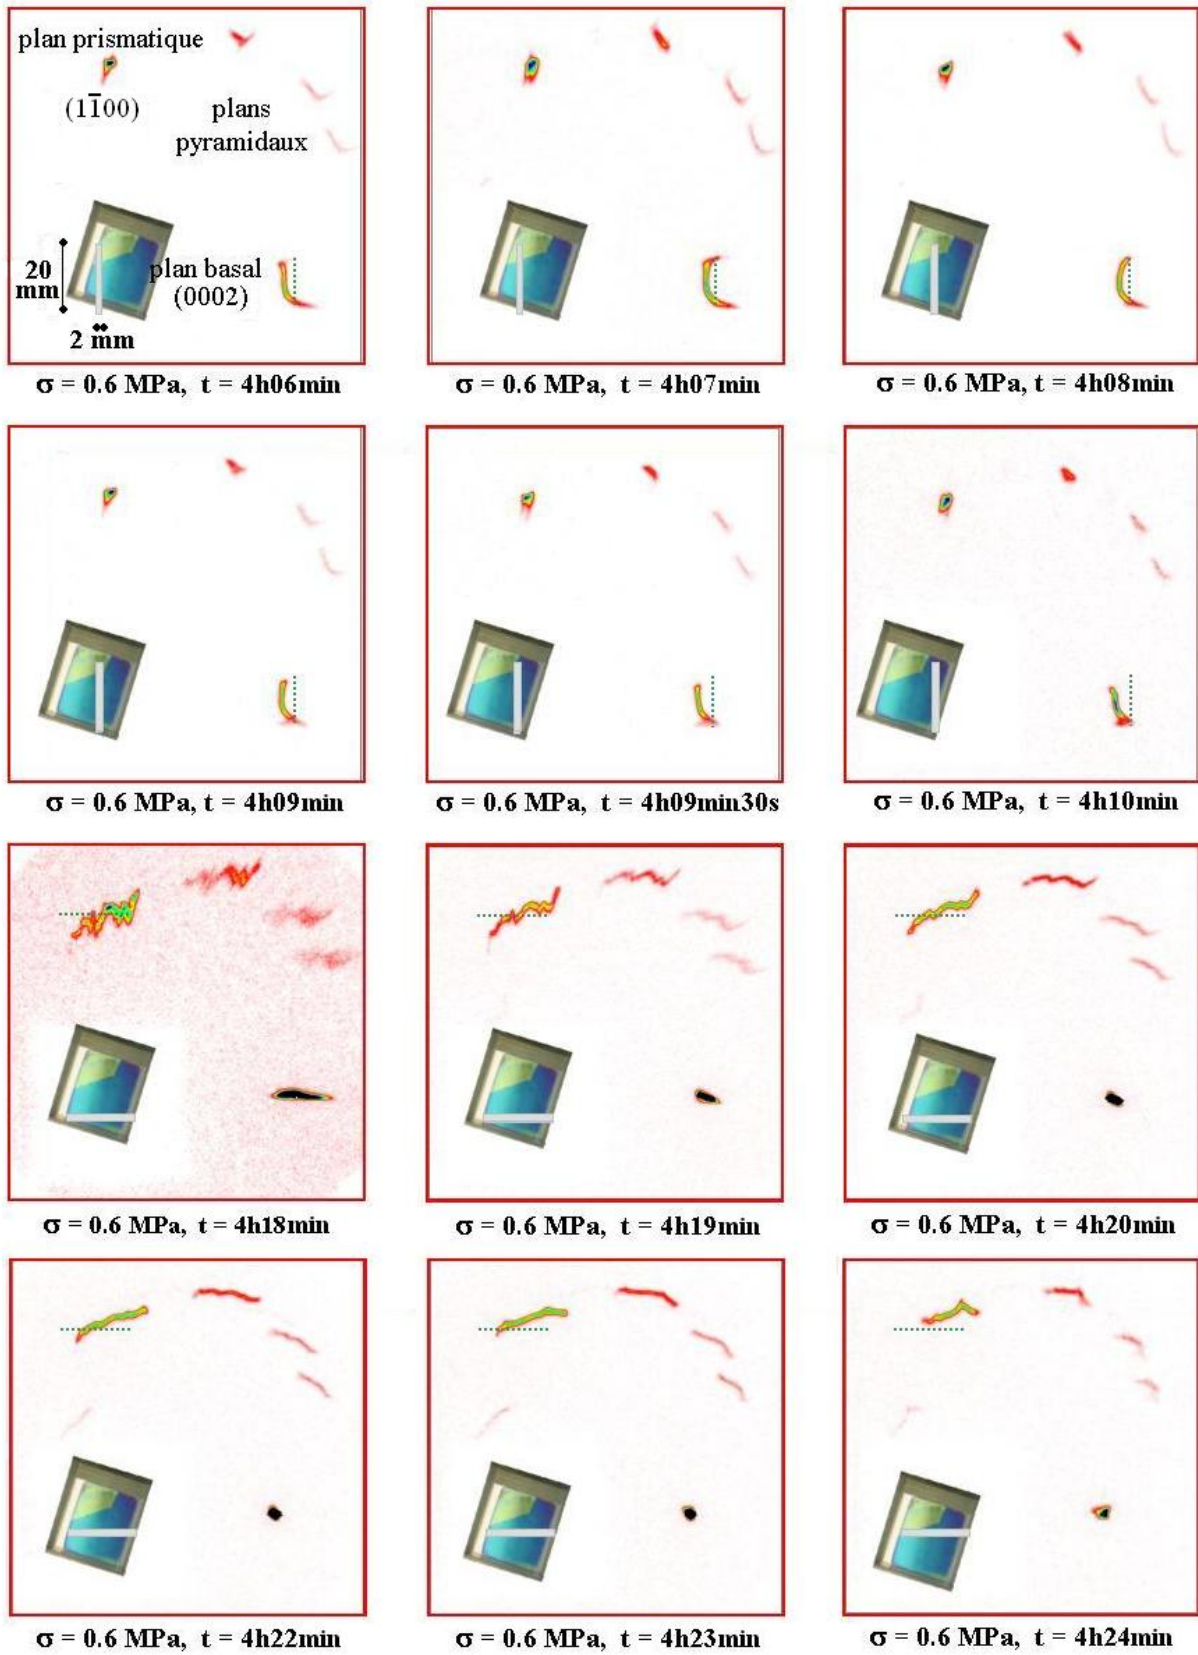 plan prismatique
(11̅00)
plans
pyramidaux
20
mm
plan basal
(0002)
2 mm
σ = 0.6 MPa, t = 4h06min
σ = 0.6 MPa, t = 4h07min
σ = 0.6 MPa, t = 4h08min
σ = 0.6 MPa, t = 4h09min
σ = 0.6 MPa, t = 4h09min30s
σ = 0.6 MPa, t = 4h10min
σ = 0.6 MPa, t = 4h18min
σ = 0.6 MPa, t = 4h19min
σ = 0.6 MPa, t = 4h20min
σ = 0.6 MPa, t = 4h22min
σ = 0.6 MPa, t = 4h23min
σ = 0.6 MPa, t = 4h24min